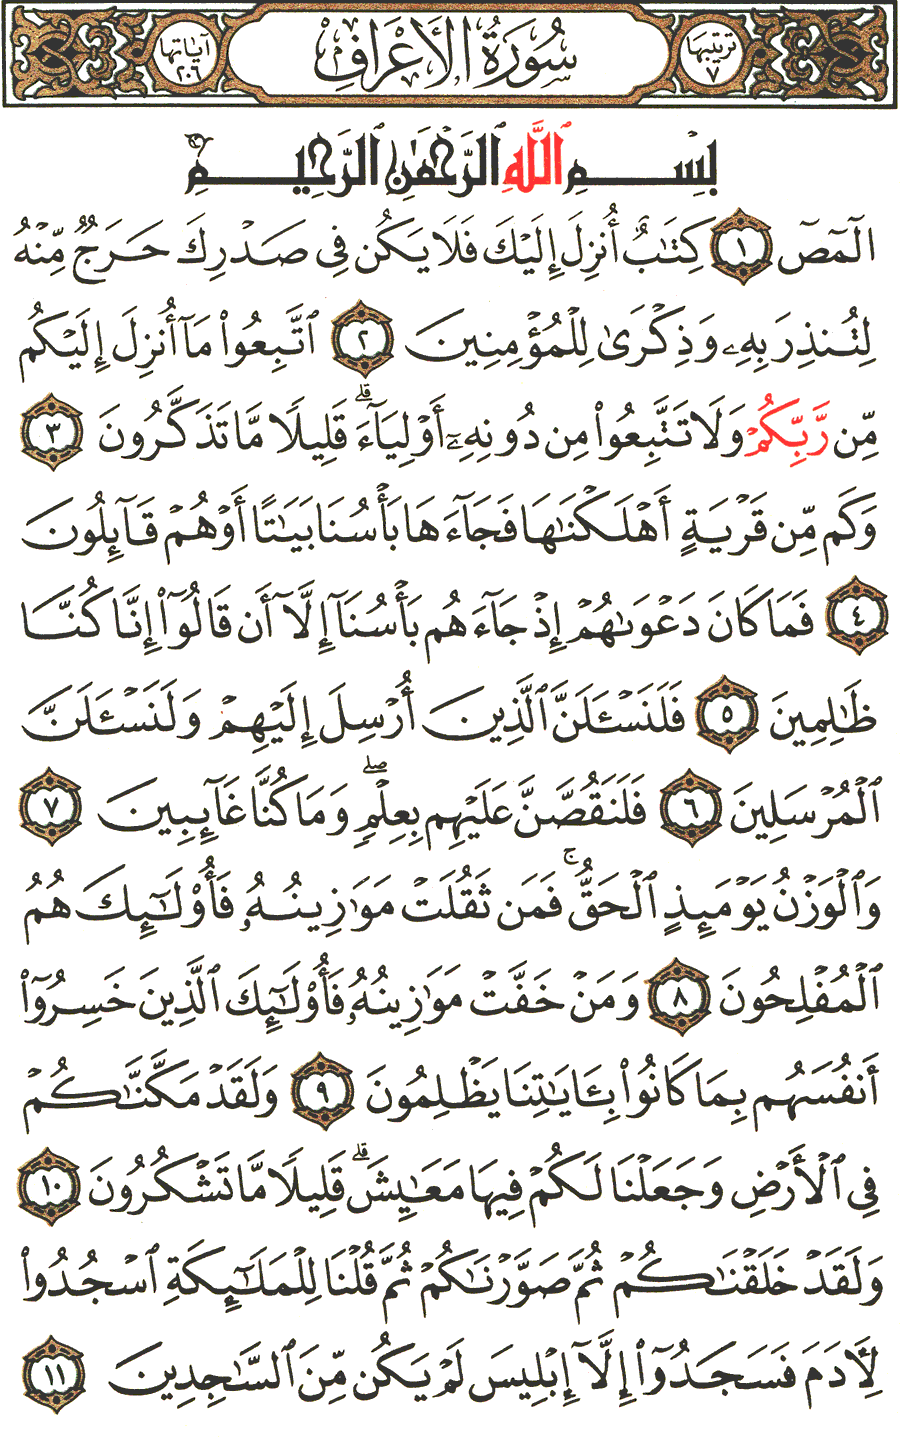 ترتيبها ٧ سُورَةُ الأَعْرَافِ آياتها ٢٠٦
بِسْمِ ٱللَّهِ ٱلرَّحْمَٰنِ ٱلرَّحِيمِ
الٓمٓصٓ ١ كِتَٰبٌ أُنزِلَ إِلَيْكَ فَلَا يَكُن فِى صَدْرِكَ حَرَجٌ مِّنْهُ
لِتُنذِرَ بِهِۦ وَذِكْرَىٰ لِلْمُؤْمِنِينَ ٢ ٱتَّبِعُوا۟ مَآ أُنزِلَ إِلَيْكُم
مِّن رَّبِّكُمْ وَلَا تَتَّبِعُوا۟ مِن دُونِهِۦٓ أَوْلِيَآءَ ۗ قَلِيلًا مَّا تَذَكَّرُونَ ٣
وَكَم مِّن قَرْيَةٍ أَهْلَكْنَٰهَا فَجَآءَهَا بَأْسُنَا بَيَٰتًا أَوْ هُمْ قَآئِلُونَ
٤ فَمَا كَانَ دَعْوَىٰهُمْ إِذْ جَآءَهُم بَأْسُنَآ إِلَّآ أَن قَالُوٓا۟ إِنَّا كُنَّا
ظَٰلِمِينَ ٥ فَلَنَسْـَٔلَنَّ ٱلَّذِينَ أُرْسِلَ إِلَيْهِمْ وَلَنَسْـَٔلَنَّ
ٱلْمُرْسَلِينَ ٦ فَلَنَقُصَّنَّ عَلَيْهِم بِعِلْمٍ ۖ وَمَا كُنَّا غَآئِبِينَ ٧
وَٱلْوَزْنُ يَوْمَئِذٍ ٱلْحَقُّ ۚ فَمَن ثَقُلَتْ مَوَٰزِينُهُۥ فَأُو۟لَٰٓئِكَ هُمُ
ٱلْمُفْلِحُونَ ٨ وَمَنْ خَفَّتْ مَوَٰزِينُهُۥ فَأُو۟لَٰٓئِكَ ٱلَّذِينَ خَسِرُوٓا۟
أَنفُسَهُم بِمَا كَانُوا۟ بِـَٔايَٰتِنَا يَظْلِمُونَ ٩ وَلَقَدْ مَكَّنَّٰكُمْ
فِى ٱلْأَرْضِ وَجَعَلْنَا لَكُمْ فِيهَا مَعَٰيِشَ ۗ قَلِيلًا مَّا تَشْكُرُونَ ١٠
وَلَقَدْ خَلَقْنَٰكُمْ ثُمَّ صَوَّرْنَٰكُمْ ثُمَّ قُلْنَا لِلْمَلَٰٓئِكَةِ ٱسْجُدُوا۟
لِـَٔادَمَ فَسَجَدُوٓا۟ إِلَّآ إِبْلِيسَ لَمْ يَكُن مِّنَ ٱلسَّٰجِدِينَ ١١